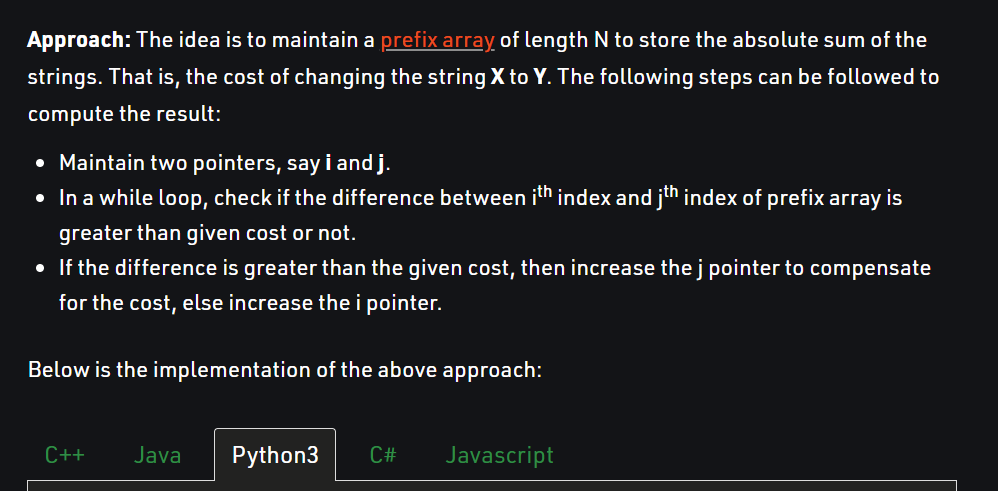 Approach: The idea is to maintain a prefix array of length N to store the absolute sum of the
strings. That is, the cost of changing the string X to Y. The following steps can be followed to
compute the result:
• Maintain two pointers, say i and j.
• In a while loop, check if the difference between ith index and jth index of prefix array is
greater than given cost or not.
• If the difference is greater than the given cost, then increase the j pointer to compensate
for the cost, else increase the i pointer.
Below is the implementation of the above approach:
C++ Java Python3 C# Javascript